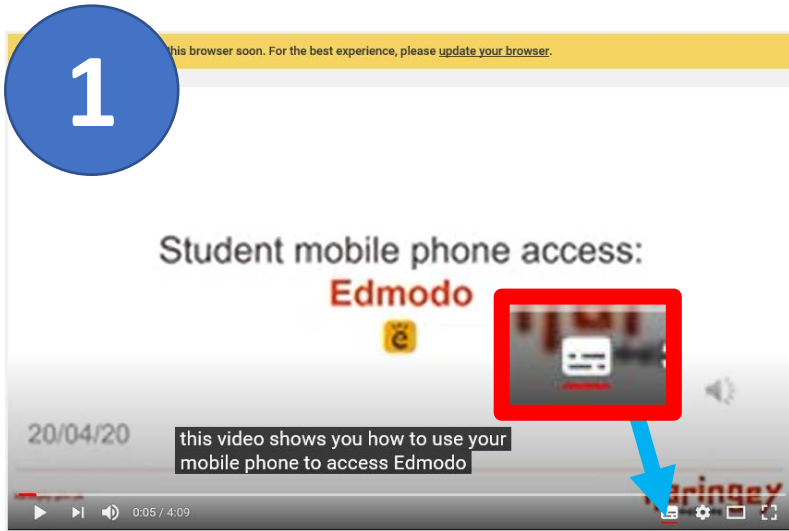 1
this browser soon. For the best experience, please update your browser.
Student mobile phone access:
Edmodo
ë
20/04/20
this video shows you how to use your
mobile phone to access Edmodo
haringey
0:05 / 4:09